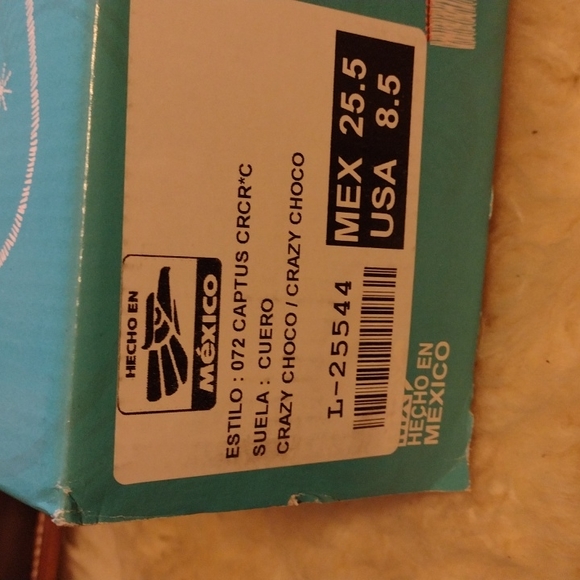 HECHO EN
MéXICO
ESTILO : 072 CAPTUS CRCR*C
SUELA : CUERO
CRAZY CHOCO / CRAZY CHOCO
L-25544
MEX 25.5
USA 8.5
HECHO EN
MÉXICO